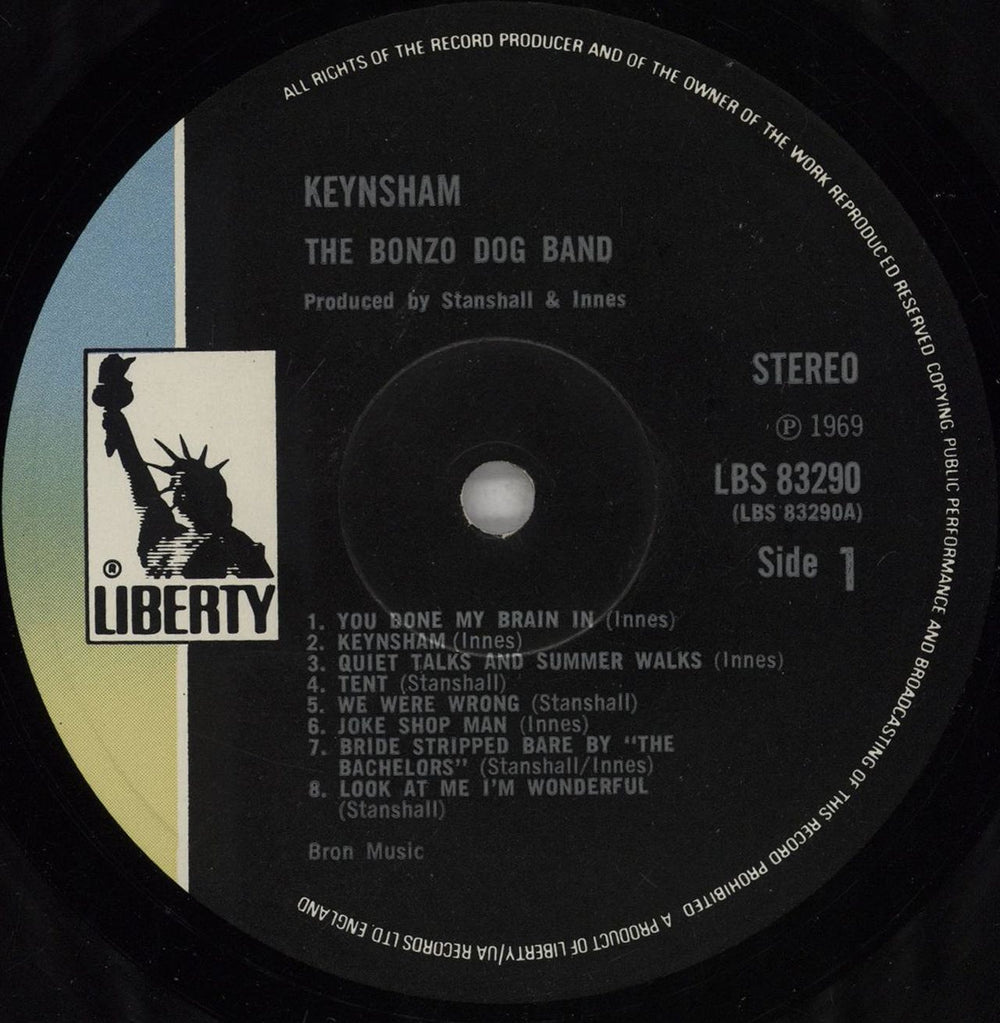 ALL RIGHTS OF THE RECORD PRODUCER AND OF THE OWNER OF THE WORK REPRODUCED RESERVED COPYING, PUBLIC PERFORMANCE AND BROADCASTING OF THIS RECORD PROHIBITED A PRODUCT OF LIBERTY/UA RECORDS LTD. ENGLAND
KEYNSHAM
THE BONZO DOG BAND
Produced by Stanshall & Innes
STEREO
℗ 1969
LBS 83290
(LBS 83290A)
Side 1
®
LIBERTY
1. YOU DONE MY BRAIN IN (Innes)
2. KEYNSHAM (Innes)
3. QUIET TALKS AND SUMMER WALKS (Innes)
4. TENT (Stanshall)
5. WE WERE WRONG (Stanshall)
6. JOKE SHOP MAN (Innes)
7. BRIDE STRIPPED BARE BY “THE
BACHELORS” (Stanshall/Innes)
8. LOOK AT ME I'M WONDERFUL
(Stanshall)
Bron Music